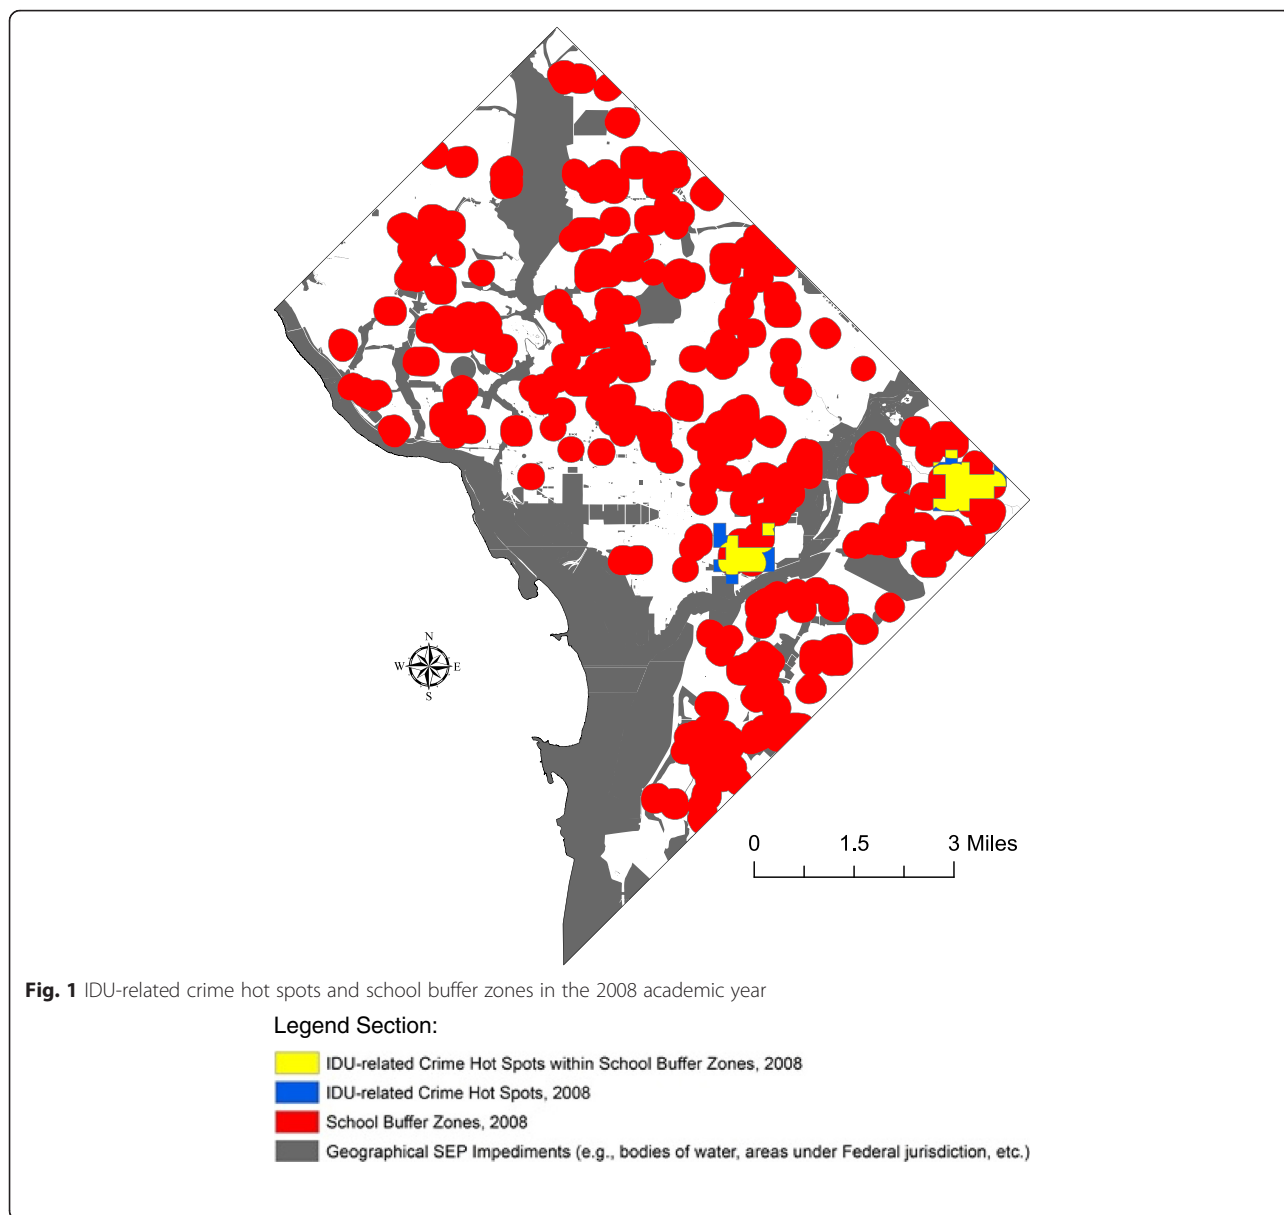 N
W E
S
0 1.5 3 Miles
Fig. 1 IDU-related crime hot spots and school buffer zones in the 2008 academic year
Legend Section:
IDU-related Crime Hot Spots within School Buffer Zones, 2008
IDU-related Crime Hot Spots, 2008
School Buffer Zones, 2008
Geographical SEP Impediments (e.g., bodies of water, areas under Federal jurisdiction, etc.)